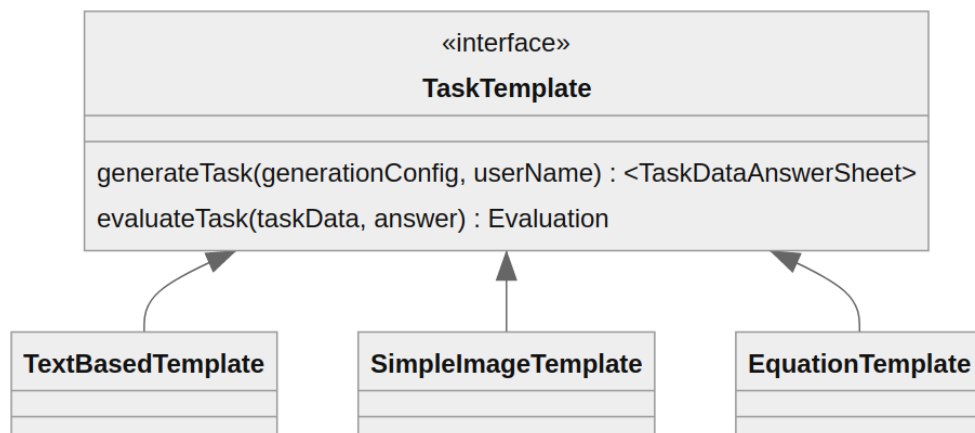 «interface»
TaskTemplate
generateTask(generationConfig, userName) : <TaskDataAnswerSheet>
evaluateTask(taskData, answer) : Evaluation
TextBasedTemplate
SimpleImageTemplate
EquationTemplate